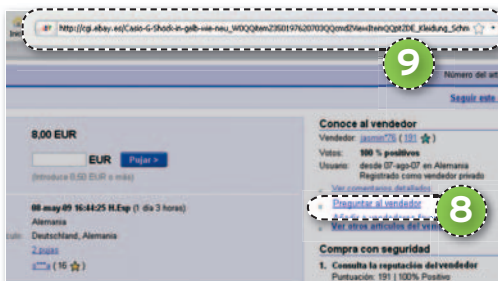 http://cgi.ebay.es/Casio-G-Shock-in-gelb-wie-neu_W0QQitemZ350197620703QQcmdZViewItemQQptZDE_Kleidung_Schm
9
Número del art
Seguir este
8,00 EUR
EUR Pujar >
(Introduce 8,50 EUR o más)
08-may-09 16:44:25 H.Esp (1 día 3 horas)
Alemania
Deutschland, Alemania
2 pujas
(16
Conoce al vendedor
Vendedor: jasmin*76 (191
Votos: 100 % positivos
Usuario: desde 07-ago-07 en Alemania
Registrado como vendedor privado
Ver comentarios detallados
Preguntar al vendedor
8
Ver otros artículos del
Compra con seguridad
1. Consulta la reputación del vendedor
Puntuación: 191 | 100% Positivo